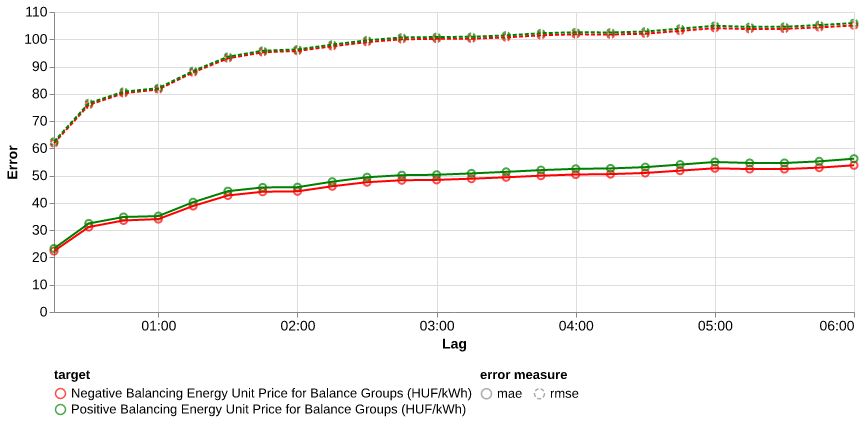 110
100
90
80
70
60
50
40
30
20
10
0
Error
01:00 02:00 03:00 04:00 05:00 06:00
Lag
target error measure
Negative Balancing Energy Unit Price for Balance Groups (HUF/kWh) mae rmse
Positive Balancing Energy Unit Price for Balance Groups (HUF/kWh)